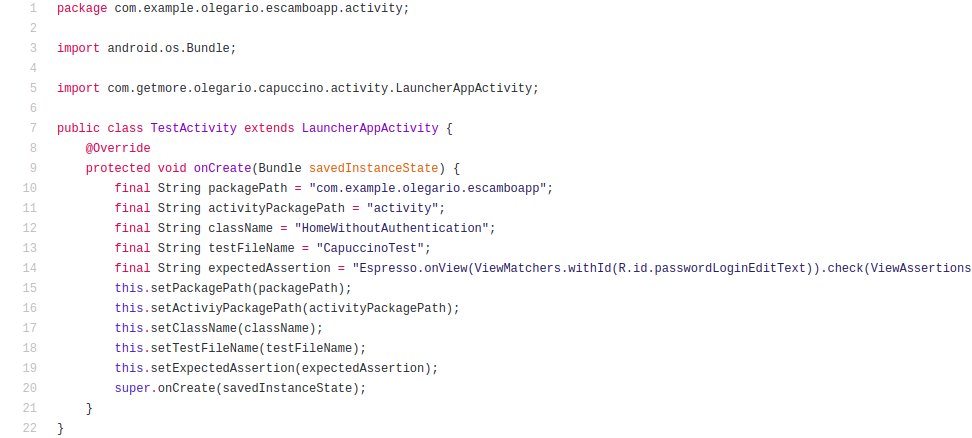 1 package com.example.olegario.escamboapp.activity;
2
3 import android.os.Bundle;
4
5 import com.getmore.olegario.capuccino.activity.LauncherAppActivity;
6
7 public class TestActivity extends LauncherAppActivity {
8     @Override
9     protected void onCreate(Bundle savedInstanceState) {
10         final String packagePath = "com.example.olegario.escamboapp";
11         final String activityPackagePath = "activity";
12         final String className = "HomeWithoutAuthentication";
13         final String testFileName = "CapuccinoTest";
14         final String expectedAssertion = "Espresso.onView(ViewMatchers.withId(R.id.passwordLoginEditText)).check(ViewAssertions
15         this.setPackagePath(packagePath);
16         this.setActiviyPackagePath(activityPackagePath);
17         this.setClassName(className);
18         this.setTestFileName(testFileName);
19         this.setExpectedAssertion(expectedAssertion);
20         super.onCreate(savedInstanceState);
21     }
22 }